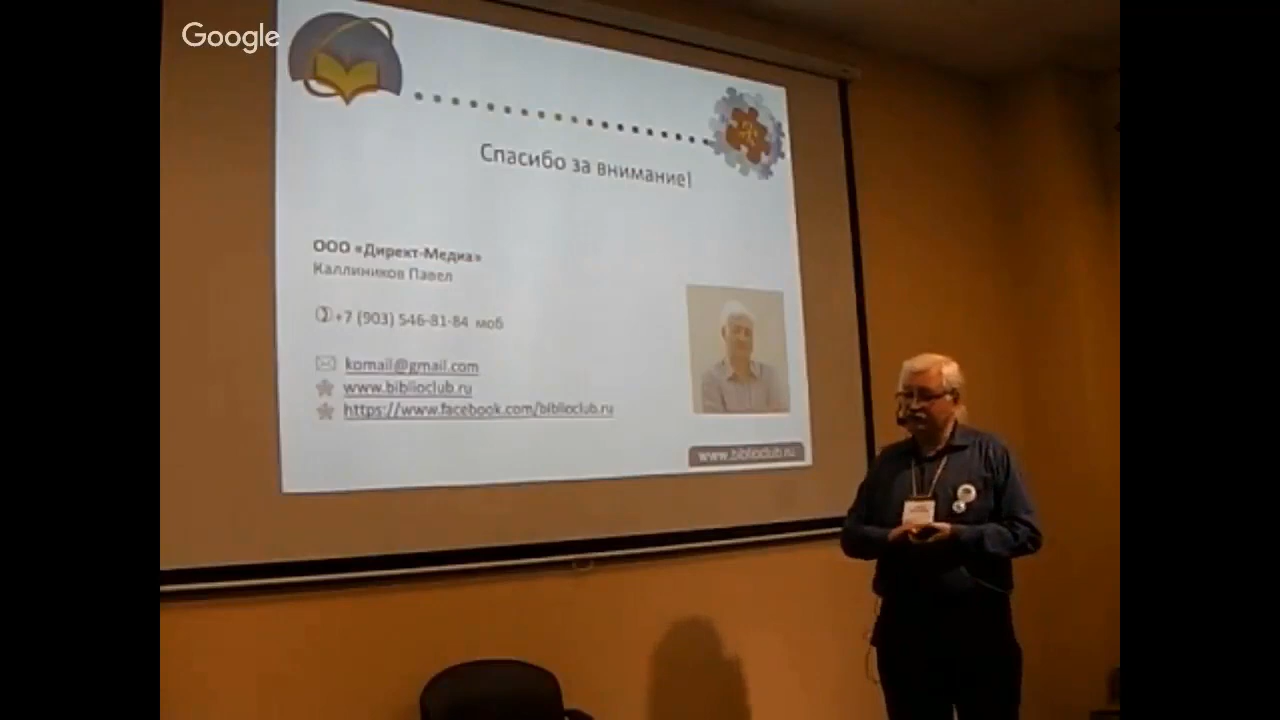 Google
Спасибо за внимание!
ООО «Директ-Медиа»
Каллиников Павел
+7 (903) 546-81-84 моб
komail@gmail.com
www.biblioclub.ru
https://www.facebook.com/biblioclub.ru
www.biblioclub.ru